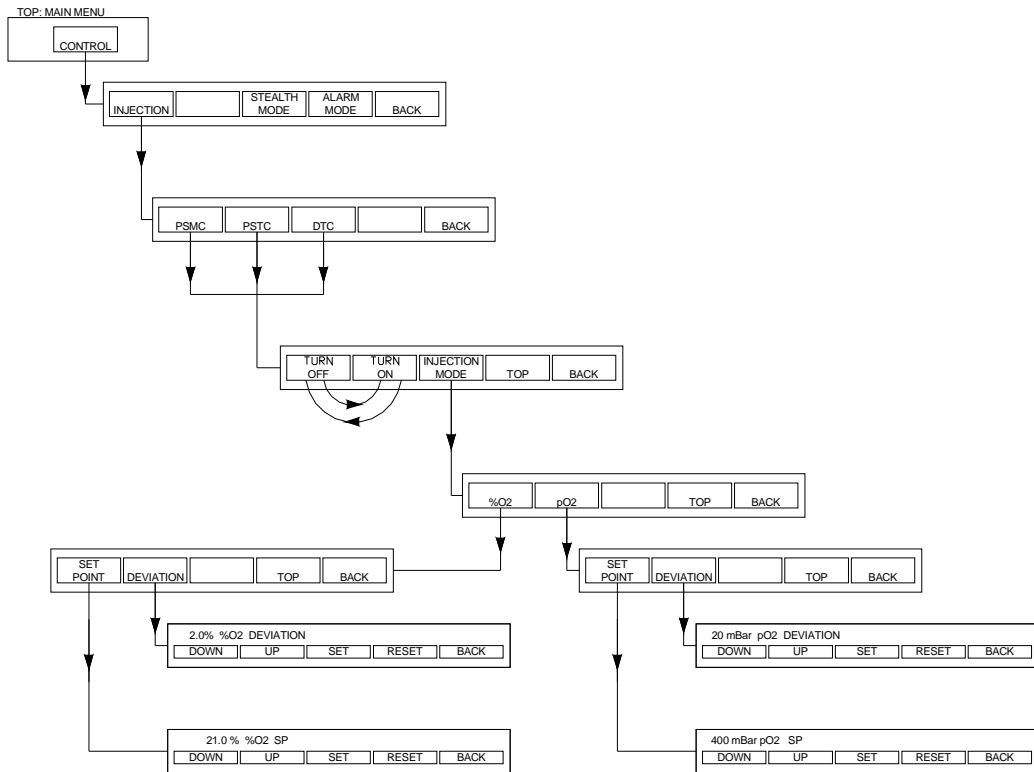 TOP: MAIN MENU
CONTROL
INJECTION STEALTH MODE ALARM MODE BACK
PSMC PSTC DTC BACK
TURN OFF TURN ON INJECTION MODE TOP BACK
%O2 pO2 TOP BACK
SET POINT DEVIATION TOP BACK
SET POINT DEVIATION TOP BACK
2.0% %O2 DEVIATION
DOWN UP SET RESET BACK
20 mBar pO2 DEVIATION
DOWN UP SET RESET BACK
21.0 % %O2 SP
DOWN UP SET RESET BACK
400 mBar pO2 SP
DOWN UP SET RESET BACK